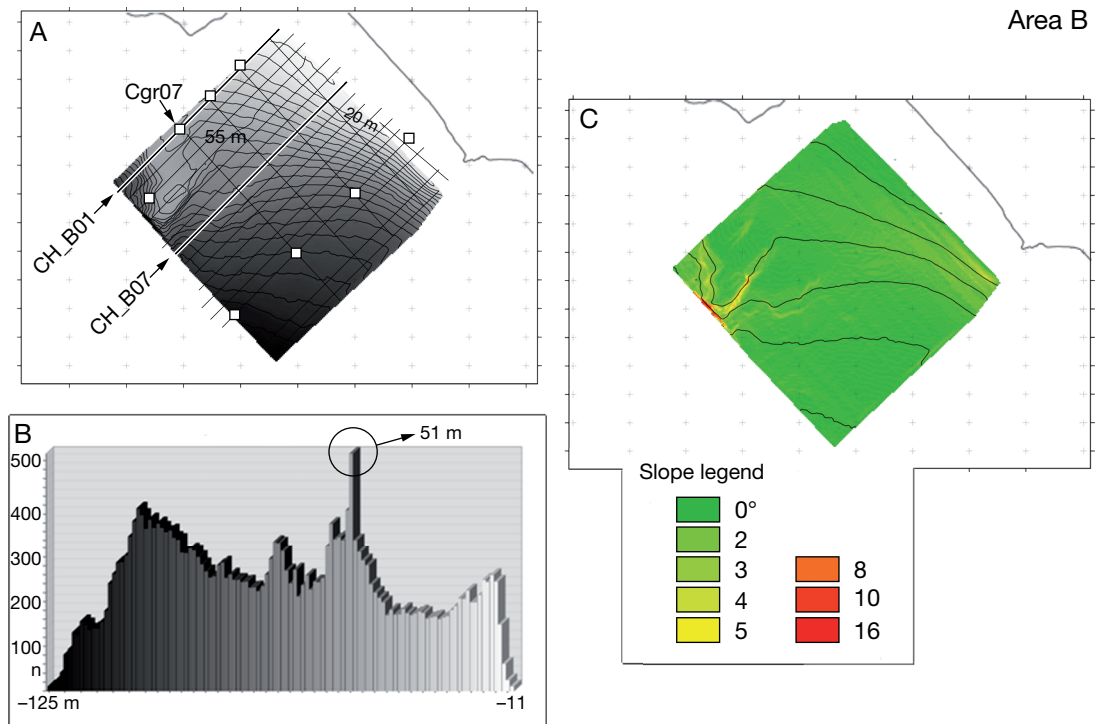 Area B
A
Cgr07
55 m
20 m
CH_B01
CH_B07
B
51 m
500
400
300
200
100
n
–125 m
–11
C
Slope legend
0°
2
3
4
5
8
10
16